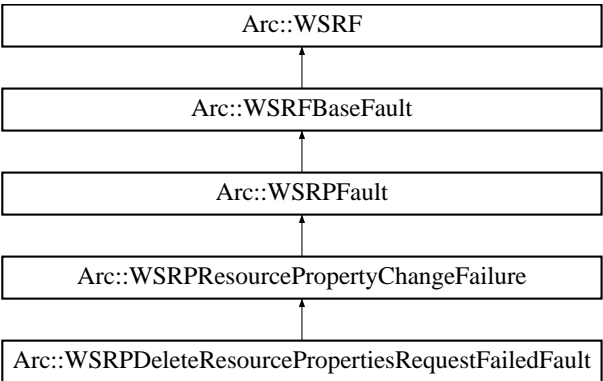 Arc::WSRF
Arc::WSRFBaseFault
Arc::WSRPFault
Arc::WSRPResourcePropertyChangeFailure
Arc::WSRPDeleteResourcePropertiesRequestFailedFault